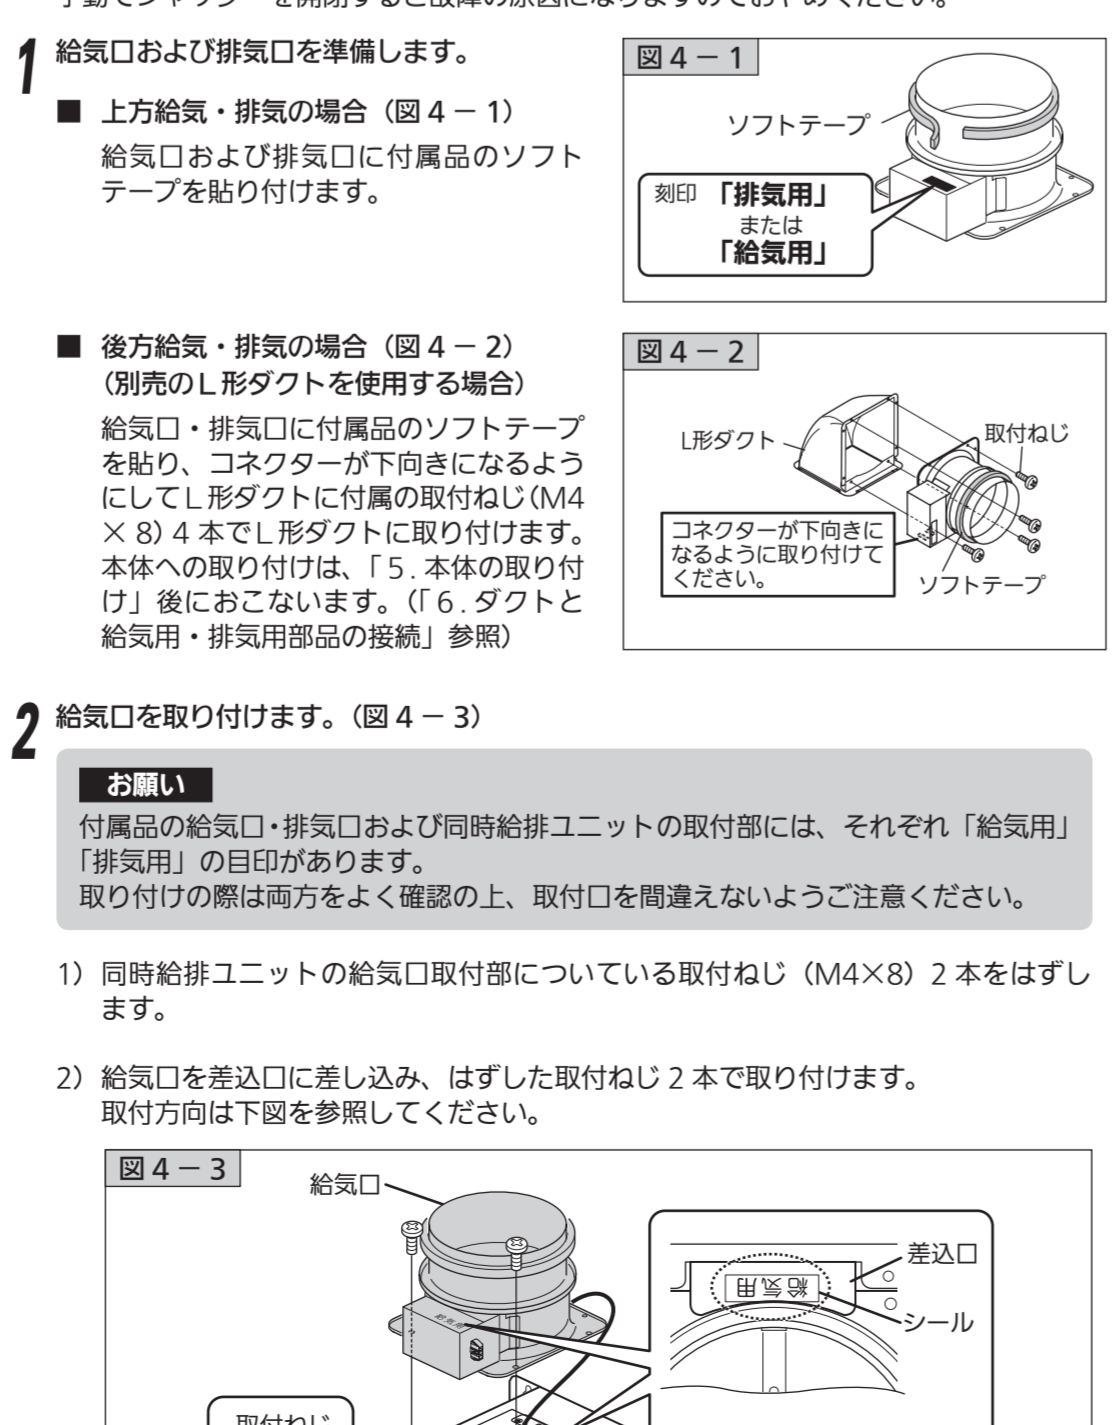 手動でシャッターを開閉すると故障の原因になりますのでおやめください。
1 給気口および排気口を準備します。
■ 上方給気・排気の場合（図４－１）
給気口および排気口に付属品のソフト
テープを貼り付けます。
図４－１
ソフトテープ
刻印 「排気用」
または
「給気用」
■ 後方給気・排気の場合（図４－２）
（別売のＬ形ダクトを使用する場合）
給気口・排気口に付属品のソフトテープ
を貼り、コネクターが下向きになるよう
にしてＬ形ダクトに付属の取付ねじ（M4
×８）４本でＬ形ダクトに取り付けます。
本体への取り付けは、「５. 本体の取り付
け」後におこないます。（「６. ダクトと
給気用・排気用部品の接続」参照）
図４－２
L形ダクト
取付ねじ
コネクターが下向きに
なるように取り付けて
ください。
ソフトテープ
2 給気口を取り付けます。（図４－３）
お願い
付属品の給気口・排気口および同時給排ユニットの取付部には、それぞれ「給気用」
「排気用」の目印があります。
取り付けの際は両方をよく確認の上、取付口を間違えないようご注意ください。
1）同時給排ユニットの給気口取付部についている取付ねじ（M4×8）２本をはずし
ます。
2）給気口を差込口に差し込み、はずした取付ねじ２本で取り付けます。
取付方向は下図を参照してください。
図４－３
給気口
差込口
給気用
シール
給気用
取付ねじ